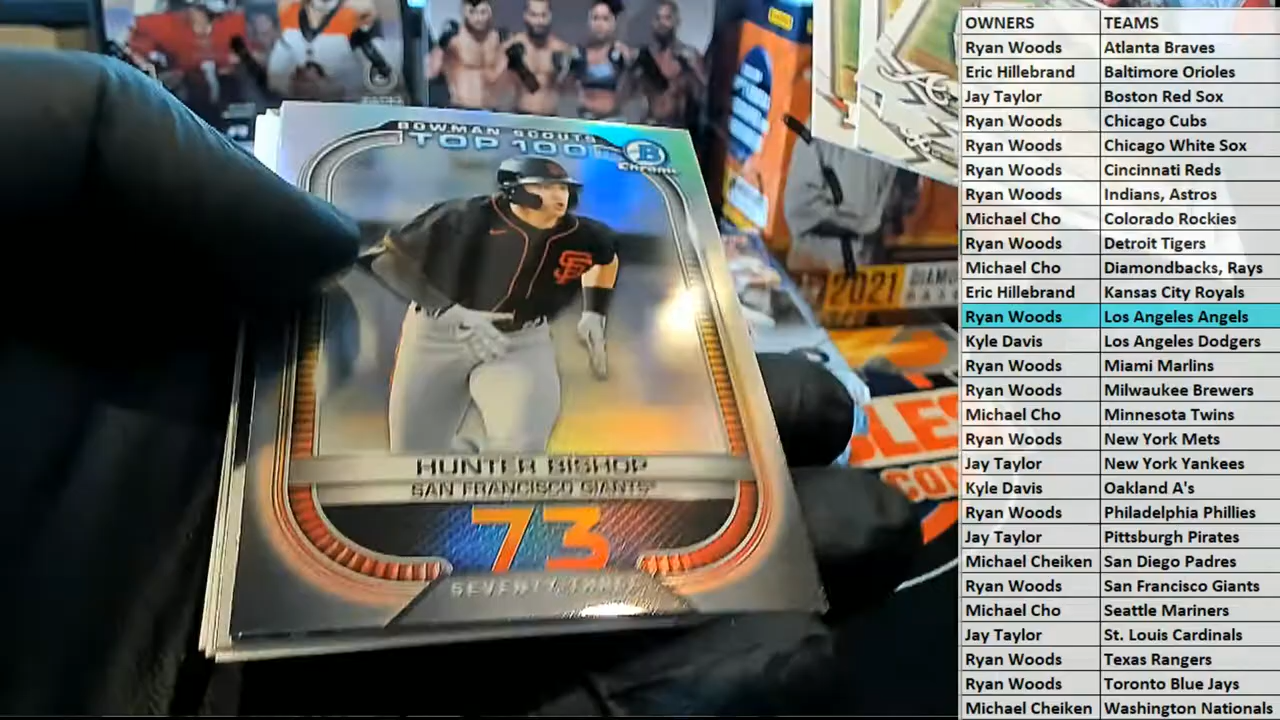 BOWMAN SCOUTS
TOP 100
B
Chrome
SF
HUNTER BISHOP
SAN FRANCISCO GIANTS
73
SEVENTY-THREE
2021
OWNERS TEAMS
Ryan Woods Atlanta Braves
Eric Hillebrand Baltimore Orioles
Jay Taylor Boston Red Sox
Ryan Woods Chicago Cubs
Ryan Woods Chicago White Sox
Ryan Woods Cincinnati Reds
Ryan Woods Indians, Astros
Michael Cho Colorado Rockies
Ryan Woods Detroit Tigers
Michael Cho Diamondbacks, Rays
Eric Hillebrand Kansas City Royals
Ryan Woods Los Angeles Angels
Kyle Davis Los Angeles Dodgers
Ryan Woods Miami Marlins
Ryan Woods Milwaukee Brewers
Michael Cho Minnesota Twins
Ryan Woods New York Mets
Jay Taylor New York Yankees
Kyle Davis Oakland A's
Ryan Woods Philadelphia Phillies
Jay Taylor Pittsburgh Pirates
Michael Cheiken San Diego Padres
Ryan Woods San Francisco Giants
Michael Cho Seattle Mariners
Jay Taylor St. Louis Cardinals
Ryan Woods Texas Rangers
Ryan Woods Toronto Blue Jays
Michael Cheiken Washington Nationals